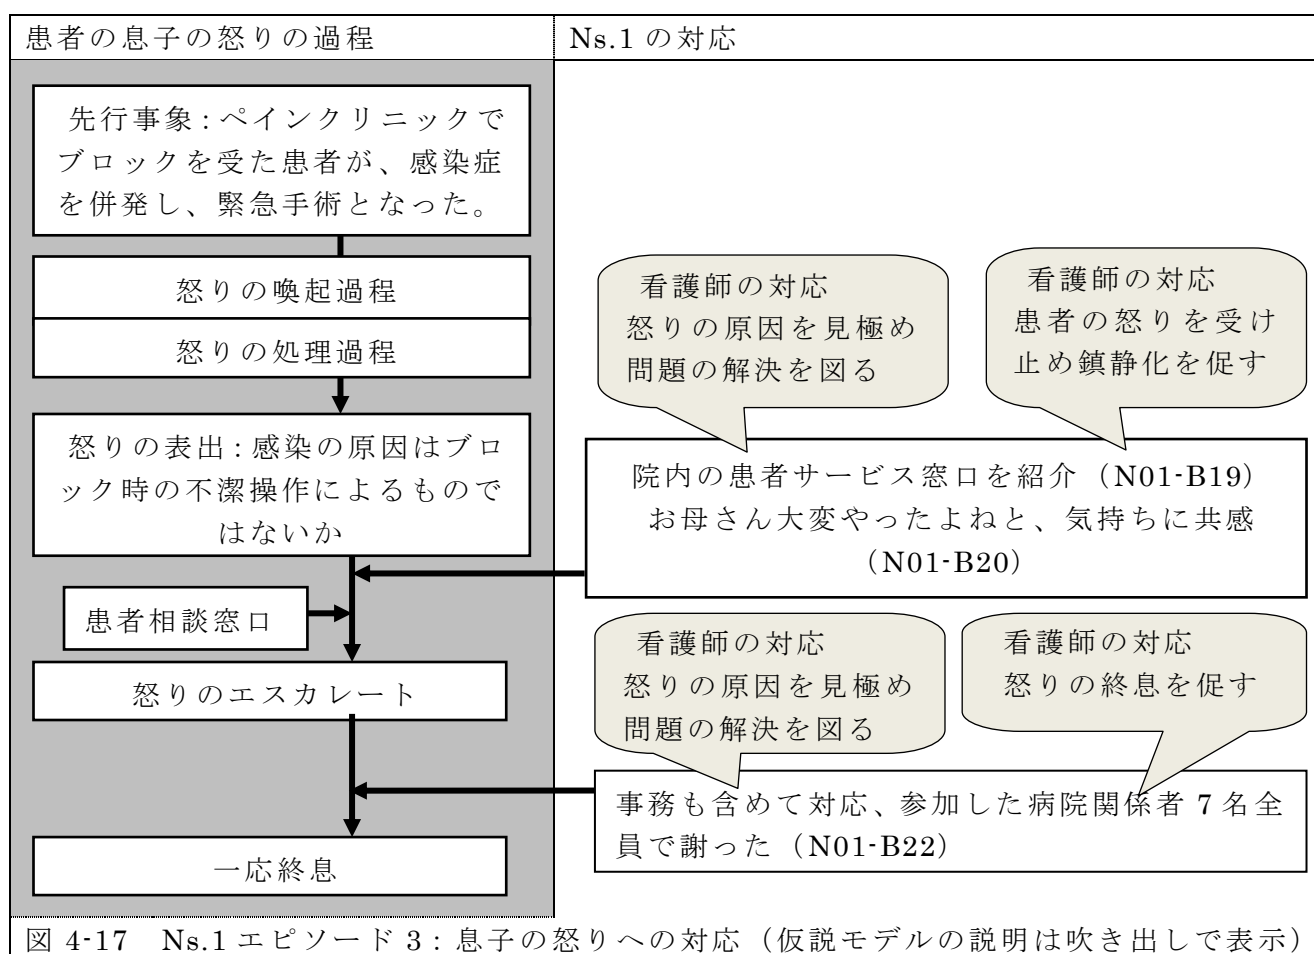 患者の息子の怒りの過程
Ns.1 の対応
先行事象：ペインクリニックで
ブロックを受た患者が、感染症
を併発し、緊急手術となった。
怒りの喚起過程
怒りの処理過程
看護師の対応
怒りの原因を見極め
問題の解決を図る
看護師の対応
患者の怒りを受け
止め鎮静化を促す
怒りの表出：感染の原因はブロ
ック時の不潔操作によるもので
はないか
院内の患者サービス窓口を紹介（N01-B19）
お母さん大変やったよねと、気持ちに共感
（N01-B20）
患者相談窓口
怒りのエスカレート
看護師の対応
怒りの原因を見極め
問題の解決を図る
看護師の対応
怒りの終息を促す
事務も含めて対応、参加した病院関係者 7 名全
員で謝った（N01-B22）
一応終息
図 4-17 Ns.1 エピソード 3：息子の怒りへの対応（仮説モデルの説明は吹き出しで表示）